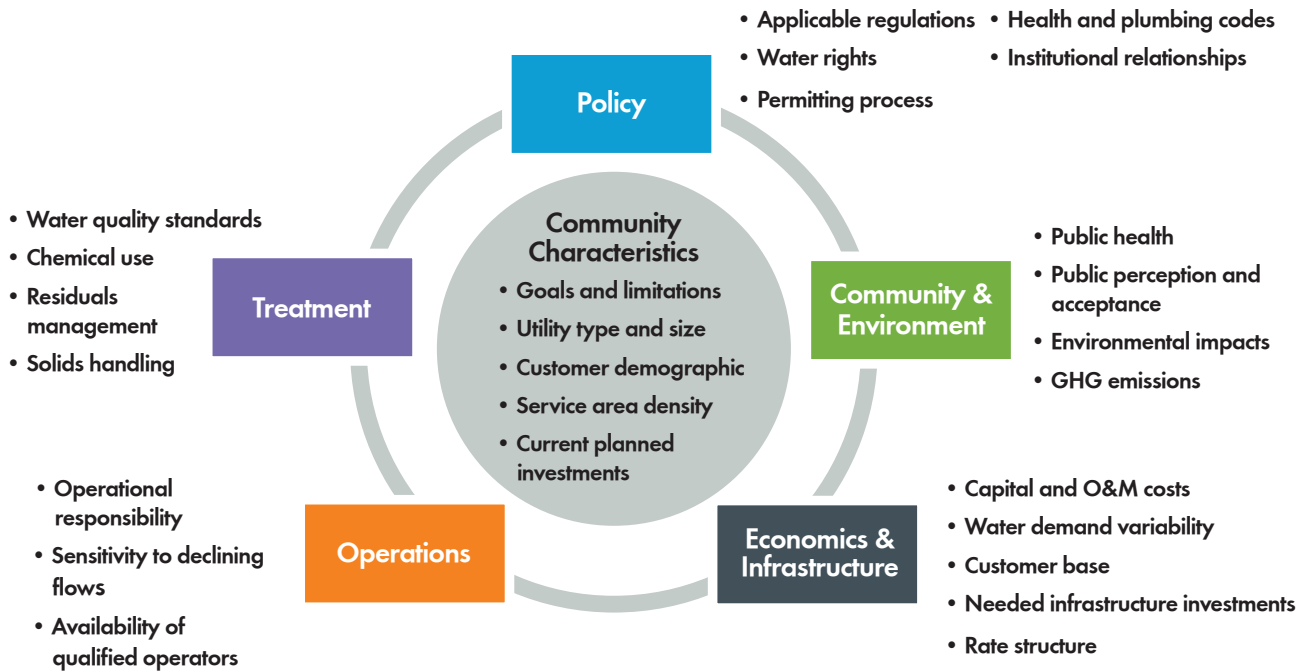 Policy
• Applicable regulations
• Water rights
• Permitting process
• Health and plumbing codes
• Institutional relationships
Community &
Environment
• Public health
• Public perception and
acceptance
• Environmental impacts
• GHG emissions
Economics &
Infrastructure
• Capital and O&M costs
• Water demand variability
• Customer base
• Needed infrastructure investments
• Rate structure
Operations
• Operational
responsibility
• Sensitivity to declining
flows
• Availability of
qualified operators
Treatment
• Water quality standards
• Chemical use
• Residuals
management
• Solids handling
Community
Characteristics
• Goals and limitations
• Utility type and size
• Customer demographic
• Service area density
• Current planned
investments